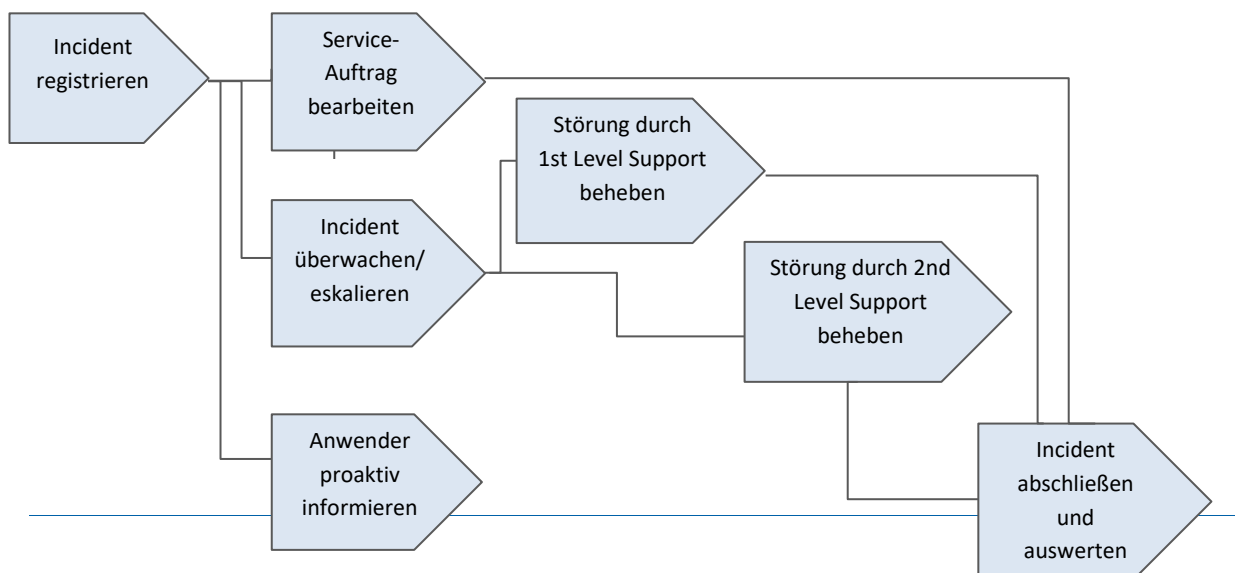 Incident
registrieren
Service-
Auftrag
bearbeiten
Störung durch
1st Level Support
beheben
Incident
überwachen/
eskalieren
Störung durch 2nd
Level Support
beheben
Anwender
proaktiv
informieren
Incident
abschließen
und
auswerten